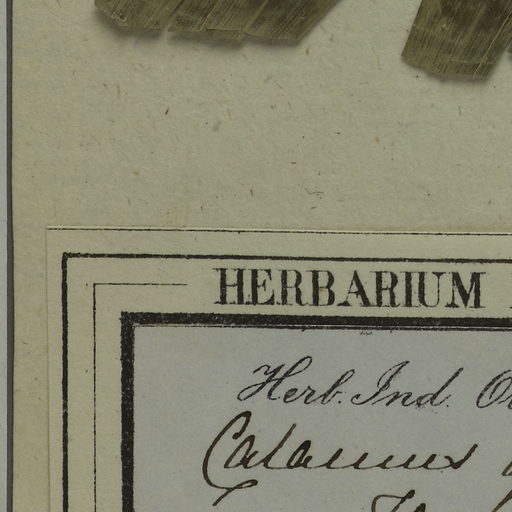 HERBARIUM
Herb. Ind. Or
Calamus